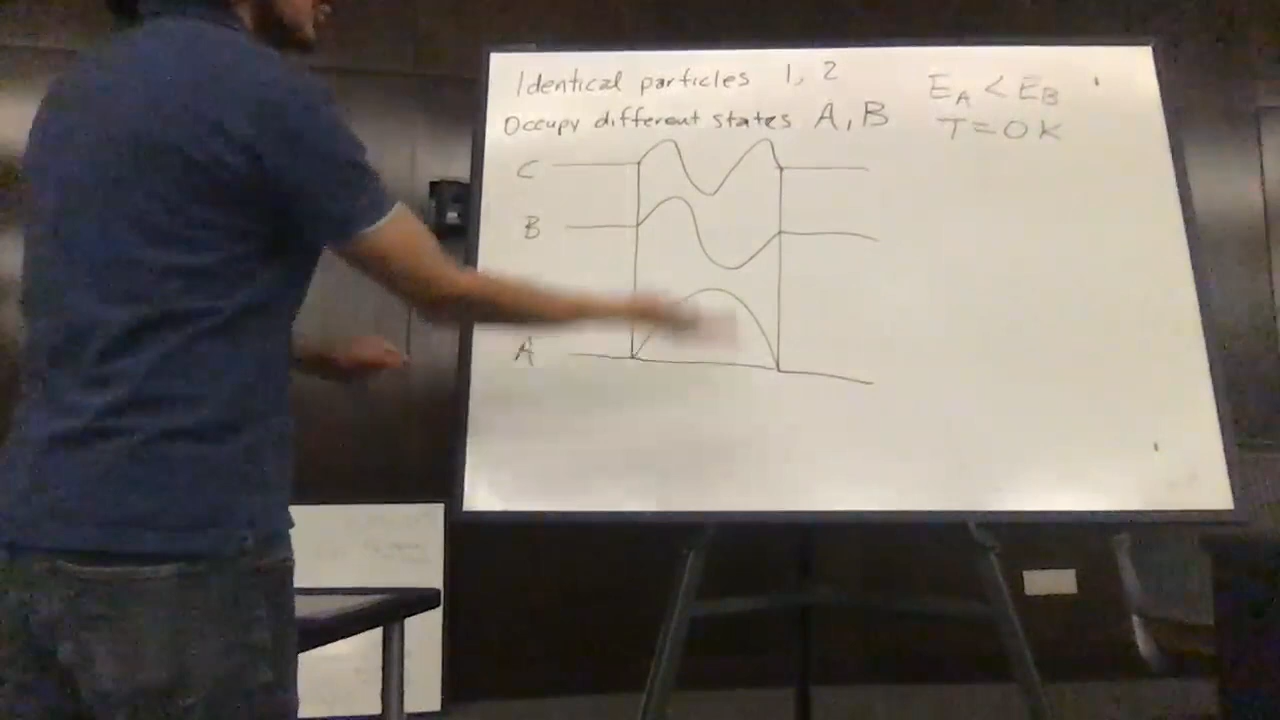 Identical particles 1, 2
Occupy different states A, B
E_A < E_B
T = 0 K
C
B
A